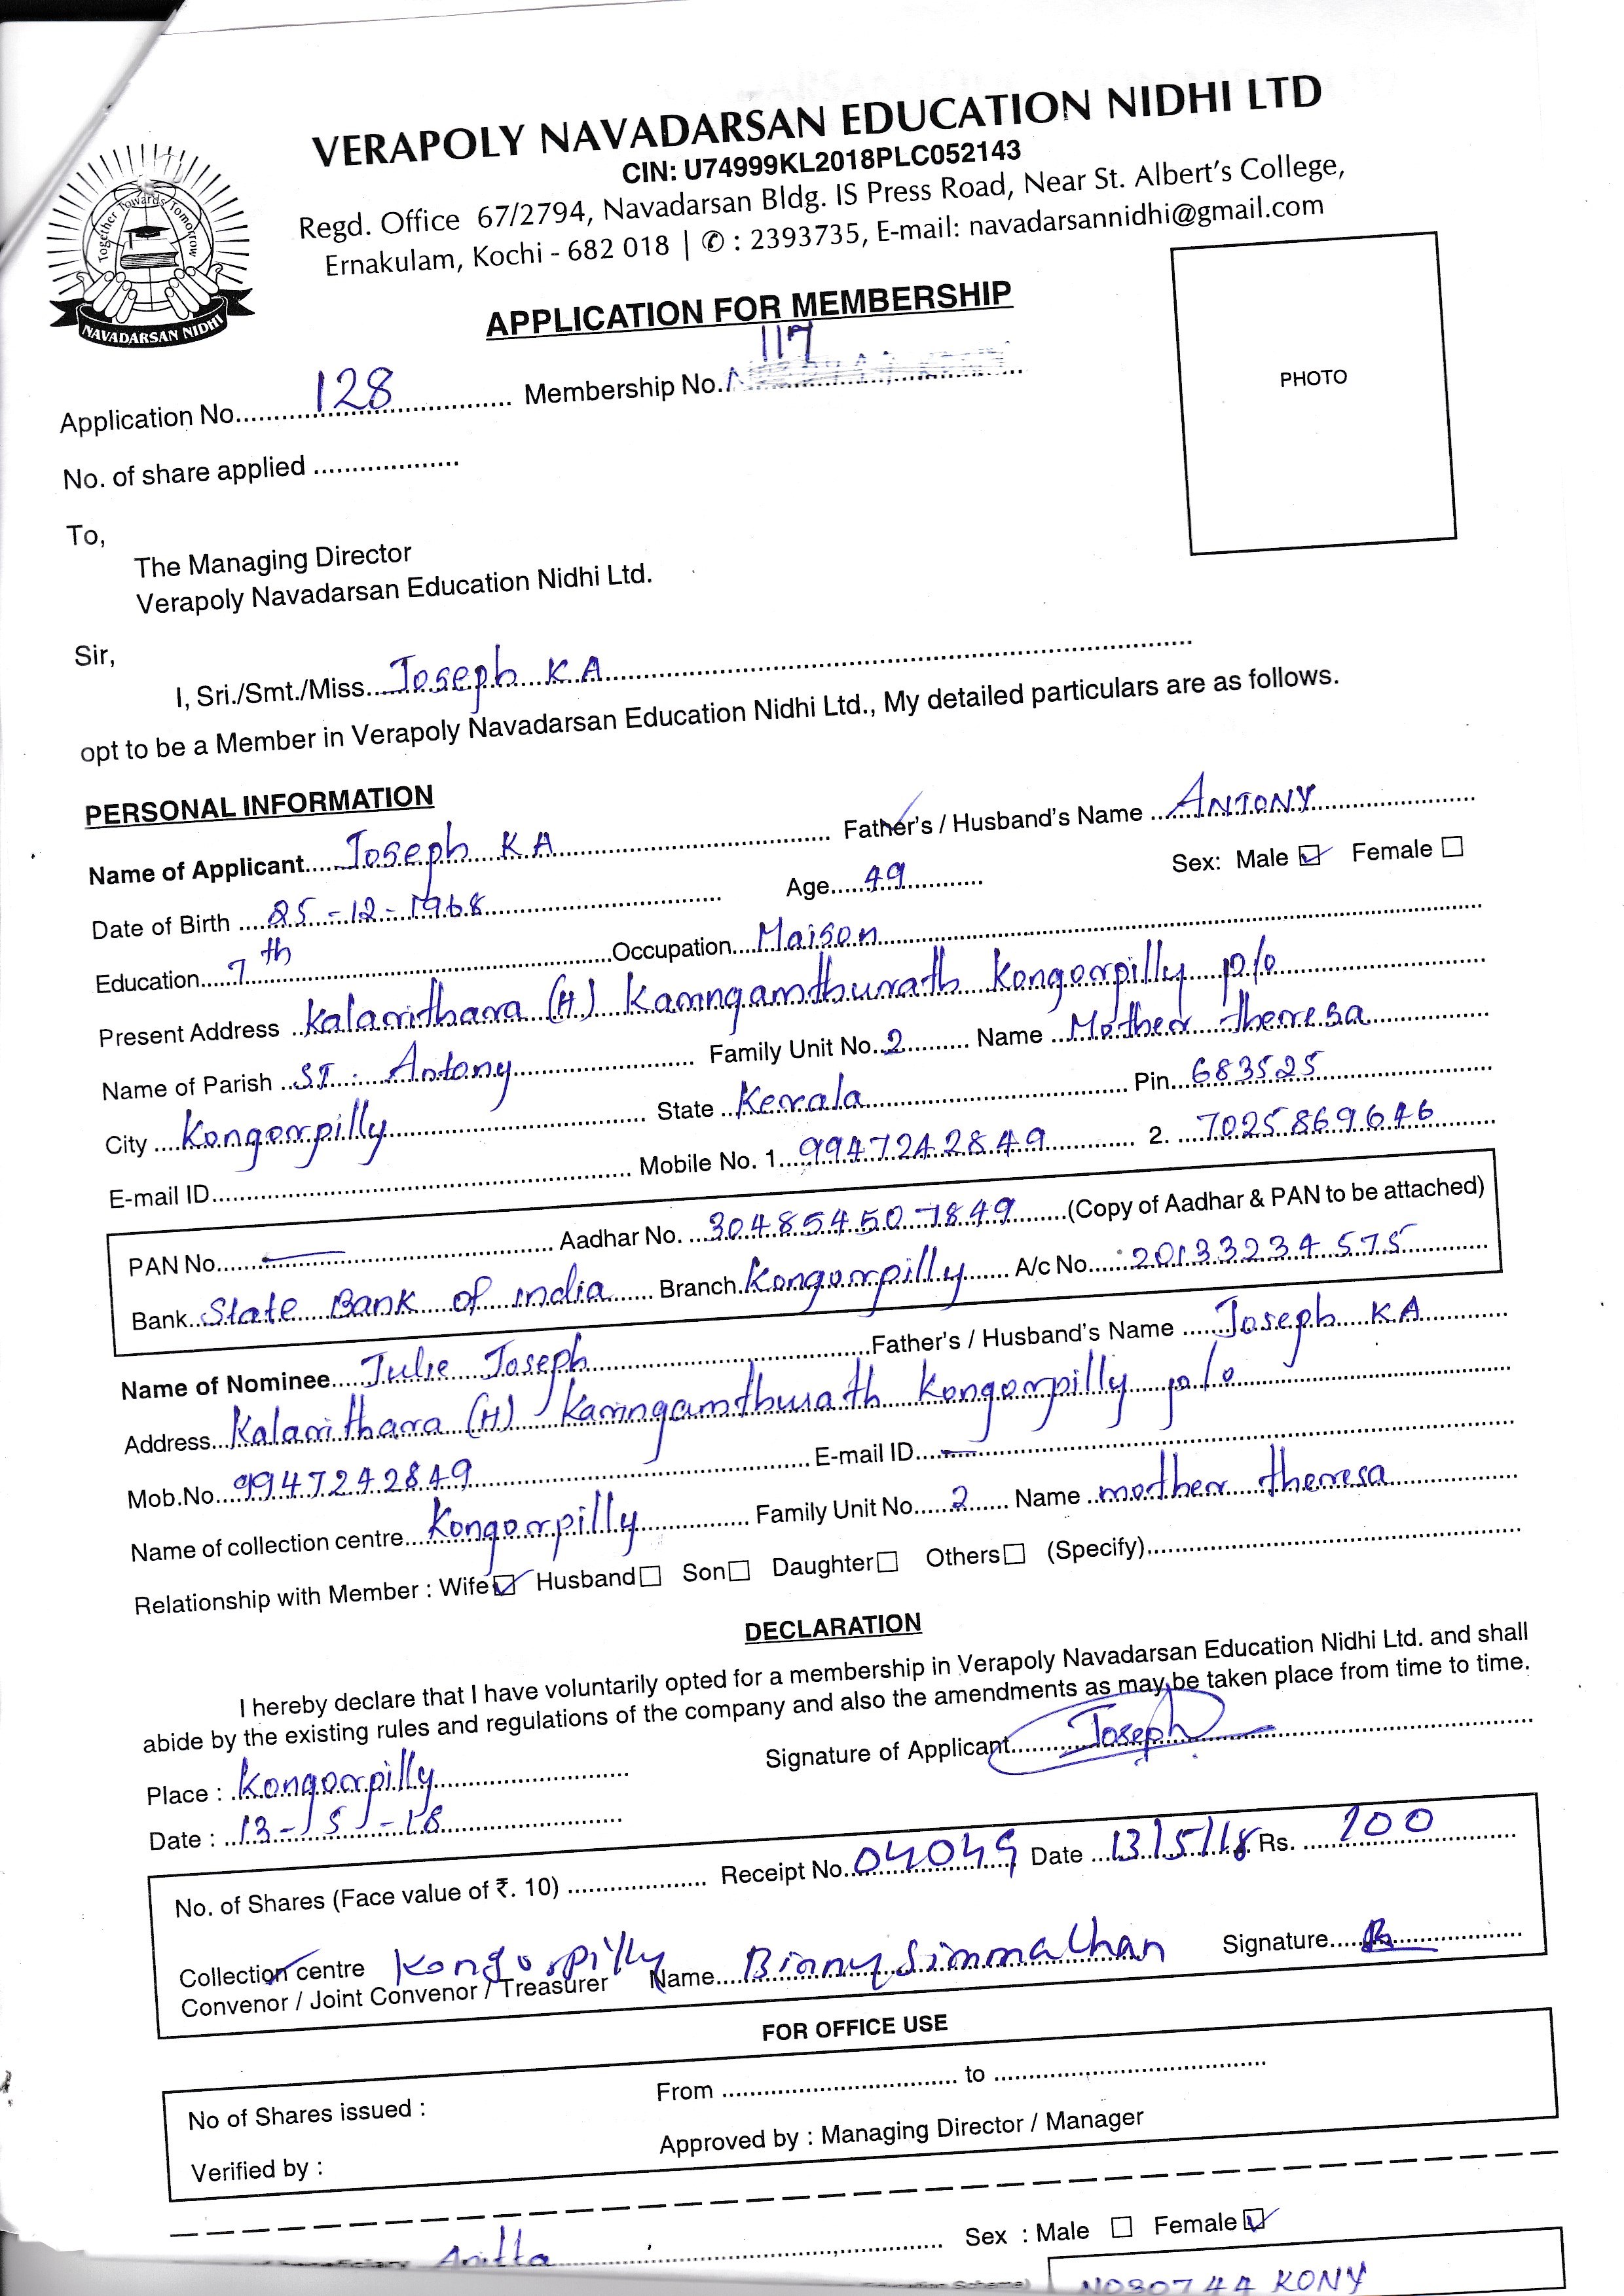 VERAPOLY NAVADARSAN EDUCATION NIDHI LTD
CIN: U74999KL2018PLC052143
Regd. Office 67/2794, Navadarsan Bldg. IS Press Road, Near St. Albert's College,
Ernakulam, Kochi - 682 018 | ✆ : 2393735, E-mail: navadarsannidhi@gmail.com
Together Towards Tomorrow
NAVADARSAN NIDHI
APPLICATION FOR MEMBERSHIP
PHOTO
Application No. 128 Membership No. 117
No. of share applied
To,
The Managing Director
Verapoly Navadarsan Education Nidhi Ltd.
Sir,
I, Sri./Smt./Miss. Joseph K A
opt to be a Member in Verapoly Navadarsan Education Nidhi Ltd., My detailed particulars are as follows.
PERSONAL INFORMATION
Name of Applicant Joseph K A Father's / Husband's Name ANTONY
Date of Birth 25-12-1968 Age 49 Sex: Male ☑ Female ☐
Education 7th Occupation Maison
Present Address Kalarithara (H) Karingamthurath Kongorpilly p/o
Name of Parish ST. Antony Family Unit No. 2 Name Mother theresa
City Kongorpilly State Kerala Pin 683525
E-mail ID Mobile No. 1. 9947242849 2. 7025869646
PAN No. — Aadhar No. 304854507849 (Copy of Aadhar & PAN to be attached)
Bank State Bank of india Branch Kongorpilly A/c No. 20133234575
Name of Nominee Julie Joseph Father's / Husband's Name Joseph KA
Address Kalarithara (H) Karingamthurath Kongorpilly p/o
Mob.No. 9947242849 E-mail ID —
Name of collection centre Kongorpilly Family Unit No. 2 Name mother theresa
Relationship with Member : Wife ☑ Husband ☐ Son ☐ Daughter ☐ Others ☐ (Specify)
DECLARATION
I hereby declare that I have voluntarily opted for a membership in Verapoly Navadarsan Education Nidhi Ltd. and shall
abide by the existing rules and regulations of the company and also the amendments as may be taken place from time to time.
Signature of Applicant Joseph
Place : Kongorpilly
Date : 13-5-18
No. of Shares (Face value of ₹. 10) Receipt No. 04049 Date 13/5/18 Rs. 100
Collection centre Kongorpilly Name Binny Simmathan Signature
Convenor / Joint Convenor / Treasurer
FOR OFFICE USE
No of Shares issued : From to
Verified by : Approved by : Managing Director / Manager
Sex : Male ☐ Female ☑
Anitta
KONY